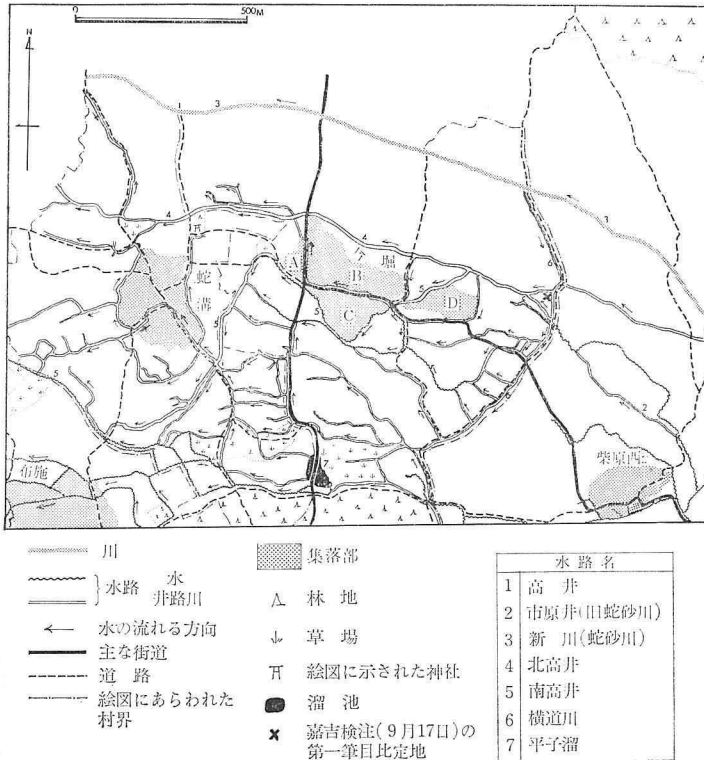 0
500M
N
3
3
4
4
5
5
5
5
6
2
7
A
B
C
D
今堀
蛇溝
布施
柴原西
川
水路
水
井路川
水の流れる方向
主な街道
道路
絵図にあらわれた
村界
集落部
林地
草場
絵図に示された神社
溜池
嘉吉検注(9月17日)の
第一筆目比定地
水路名
1 高井
2 市原井(旧蛇砂川)
3 新川(蛇砂川)
4 北高井
5 南高井
6 横道川
7 平子溜